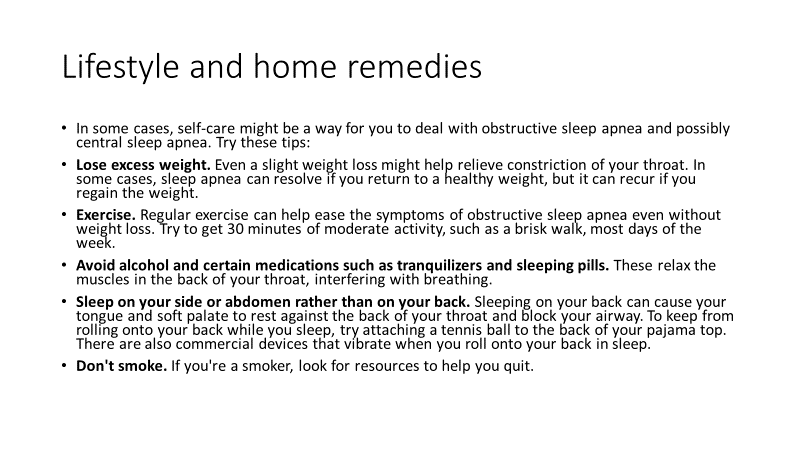 Lifestyle and home remedies
• In some cases, self-care might be a way for you to deal with obstructive sleep apnea and possibly
central sleep apnea. Try these tips:
• Lose excess weight. Even a slight weight loss might help relieve constriction of your throat. In
some cases, sleep apnea can resolve if you return to a healthy weight, but it can recur if you
regain the weight.
• Exercise. Regular exercise can help ease the symptoms of obstructive sleep apnea even without
weight loss. Try to get 30 minutes of moderate activity, such as a brisk walk, most days of the
week.
• Avoid alcohol and certain medications such as tranquilizers and sleeping pills. These relax the
muscles in the back of your throat, interfering with breathing.
• Sleep on your side or abdomen rather than on your back. Sleeping on your back can cause your
tongue and soft palate to rest against the back of your throat and block your airway. To keep from
rolling onto your back while you sleep, try attaching a tennis ball to the back of your pajama top.
There are also commercial devices that vibrate when you roll onto your back in sleep.
• Don't smoke. If you're a smoker, look for resources to help you quit.